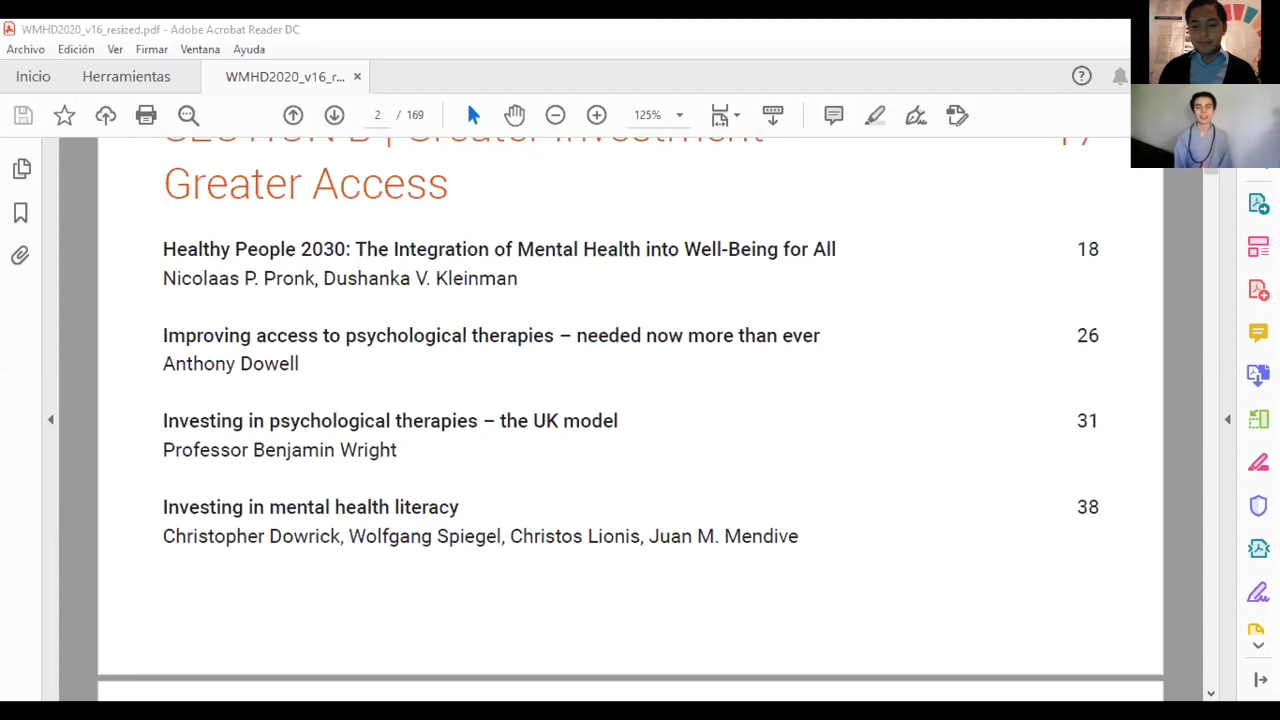 WMHD2020_v16_resized.pdf - Adobe Acrobat Reader DC
Archivo Edición Ver Firmar Ventana Ayuda
Inicio Herramientas WMHD2020_v16_r... ×
2 / 169 125%
Greater Access
Healthy People 2030: The Integration of Mental Health into Well-Being for All 18
Nicolaas P. Pronk, Dushanka V. Kleinman
Improving access to psychological therapies – needed now more than ever 26
Anthony Dowell
Investing in psychological therapies – the UK model 31
Professor Benjamin Wright
Investing in mental health literacy 38
Christopher Dowrick, Wolfgang Spiegel, Christos Lionis, Juan M. Mendive